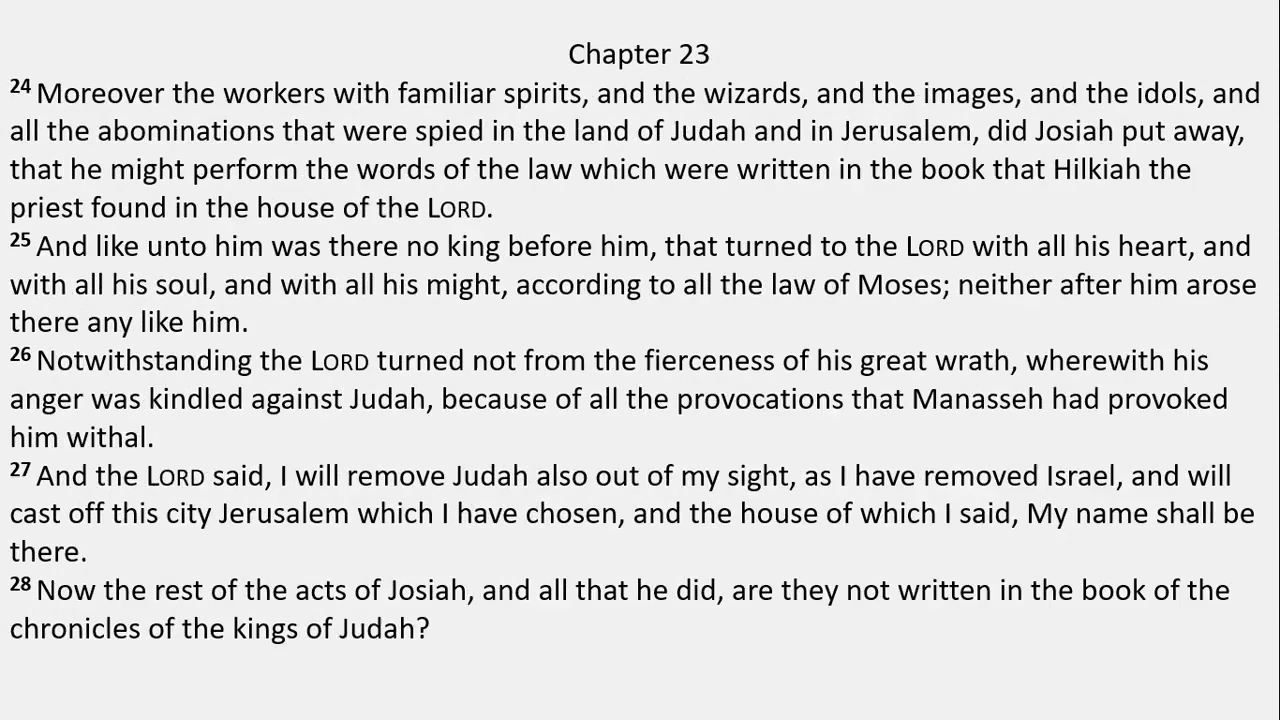 Chapter 23
24 Moreover the workers with familiar spirits, and the wizards, and the images, and the idols, and
all the abominations that were spied in the land of Judah and in Jerusalem, did Josiah put away,
that he might perform the words of the law which were written in the book that Hilkiah the
priest found in the house of the LORD.
25 And like unto him was there no king before him, that turned to the LORD with all his heart, and
with all his soul, and with all his might, according to all the law of Moses; neither after him arose
there any like him.
26 Notwithstanding the LORD turned not from the fierceness of his great wrath, wherewith his
anger was kindled against Judah, because of all the provocations that Manasseh had provoked
him withal.
27 And the LORD said, I will remove Judah also out of my sight, as I have removed Israel, and will
cast off this city Jerusalem which I have chosen, and the house of which I said, My name shall be
there.
28 Now the rest of the acts of Josiah, and all that he did, are they not written in the book of the
chronicles of the kings of Judah?